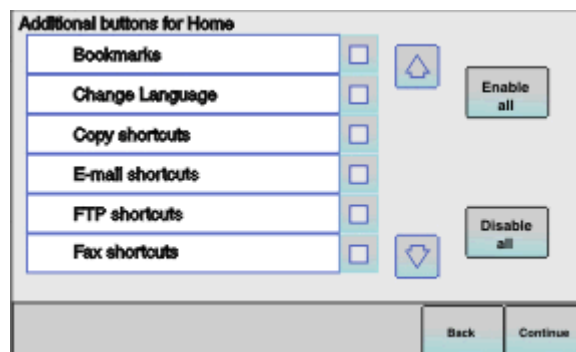 Additional buttons for Home
Bookmarks
Change Language
Copy shortcuts
E-mail shortcuts
FTP shortcuts
Fax shortcuts
Enable
all
Disable
all
Back
Continue